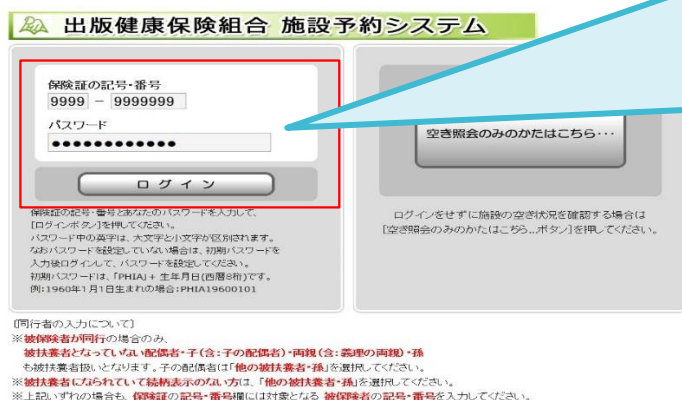 出版健康保険組合 施設予約システム
保険証の記号・番号
9999 － 9999999
パスワード
●●●●●●●●●●●●
ログイン
保険証の記号・番号とあなたのパスワードを入力して、
[ログインボタン]を押してください。
パスワード中の英字は、大文字と小文字が区別されます。
なおパスワードを設定していない場合は、初期パスワードを
入力後ログインして、パスワードを設定してください。
初期パスワードは、「PHIA」+ 生年月日(西暦8桁)です。
例:1960年1月1日生まれの場合:PHIA19600101
空き照会のみのかたはこちら・・・
ログインをせずに施設の空き状況を確認する場合は
[空き照会のみのかたはこちら...ボタン]を押してください。
[同行者の入力について]
※被保険者が同行の場合のみ、
被扶養者となっていない配偶者・子(含:子の配偶者)・両親(含:義理の両親)・孫
も被扶養者扱いとなります。子の配偶者は「他の被扶養者・孫」を選択してください。
※被扶養者になられていて続柄表示のない方は、「他の被扶養者・孫」を選択してください。
※上記いずれの場合も、保険証の記号・番号欄には対象となる 被保険者の記号・番号を入力してください。